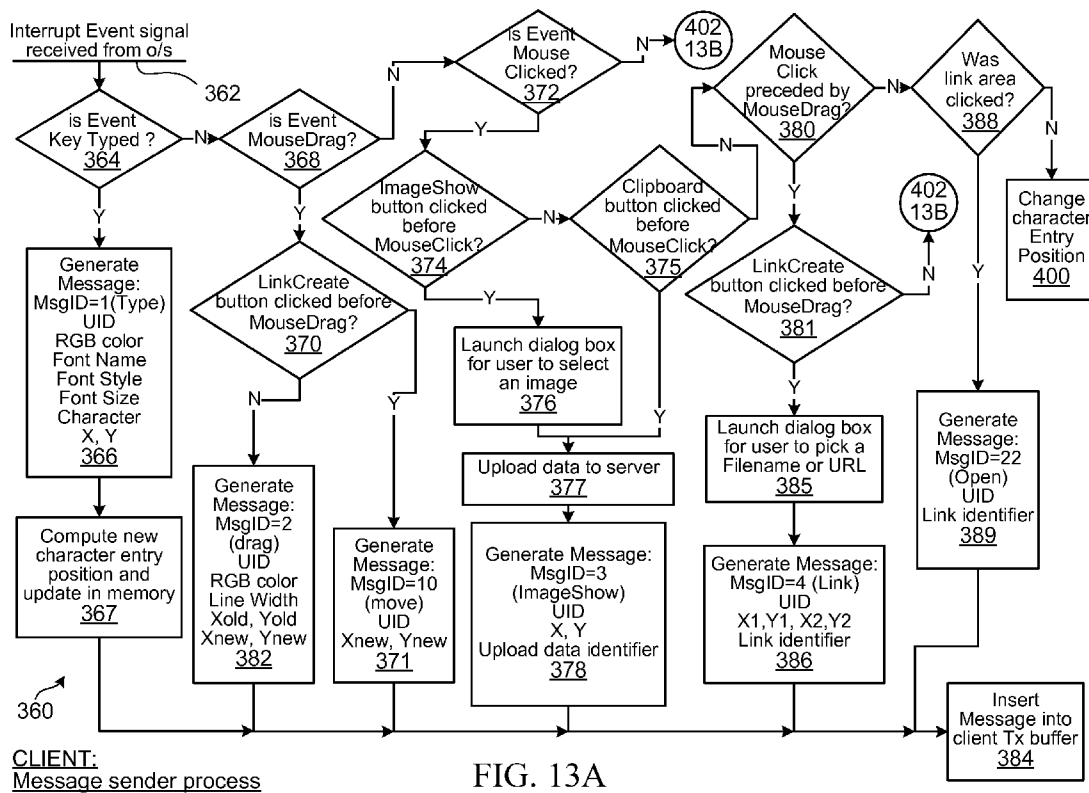 Interrupt Event signal
received from o/s
362
is Event
Key Typed ?
364
N
Y
is Event
MouseDrag?
368
N
Y
is Event
Mouse
Clicked?
372
N
Y
402
13B
ImageShow
button clicked
before
MouseClick?
374
N
Y
Clipboard
button clicked
before
MouseClick?
375
N
Y
Mouse
Click
preceded by
MouseDrag?
380
N
Y
Was
link area
clicked?
388
N
Y
402
13B
Change
character
Entry
Position
400
Generate
Message:
MsgID=1(Type)
UID
RGB color
Font Name
Font Style
Font Size
Character
X, Y
366
LinkCreate
button clicked before
MouseDrag?
370
N
Y
Launch dialog box
for user to select
an image
376
LinkCreate
button clicked before
MouseDrag?
381
N
Y
Upload data to server
377
Launch dialog box
for user to pick a
Filename or URL
385
Generate
Message:
MsgID=22
(Open)
UID
Link identifier
389
Compute new
character entry
position and
update in memory
367
Generate
Message:
MsgID=2
(drag)
UID
RGB color
Line Width
Xold, Yold
Xnew, Ynew
382
Generate
Message:
MsgID=10
(move)
UID
Xnew, Ynew
371
Generate Message:
MsgID=3
(ImageShow)
UID
X, Y
Upload data identifier
378
Generate Message:
MsgID=4 (Link)
UID
X1,Y1, X2,Y2
Link identifier
386
360
Insert
Message into
client Tx buffer
384
CLIENT:
Message sender process
FIG. 13A